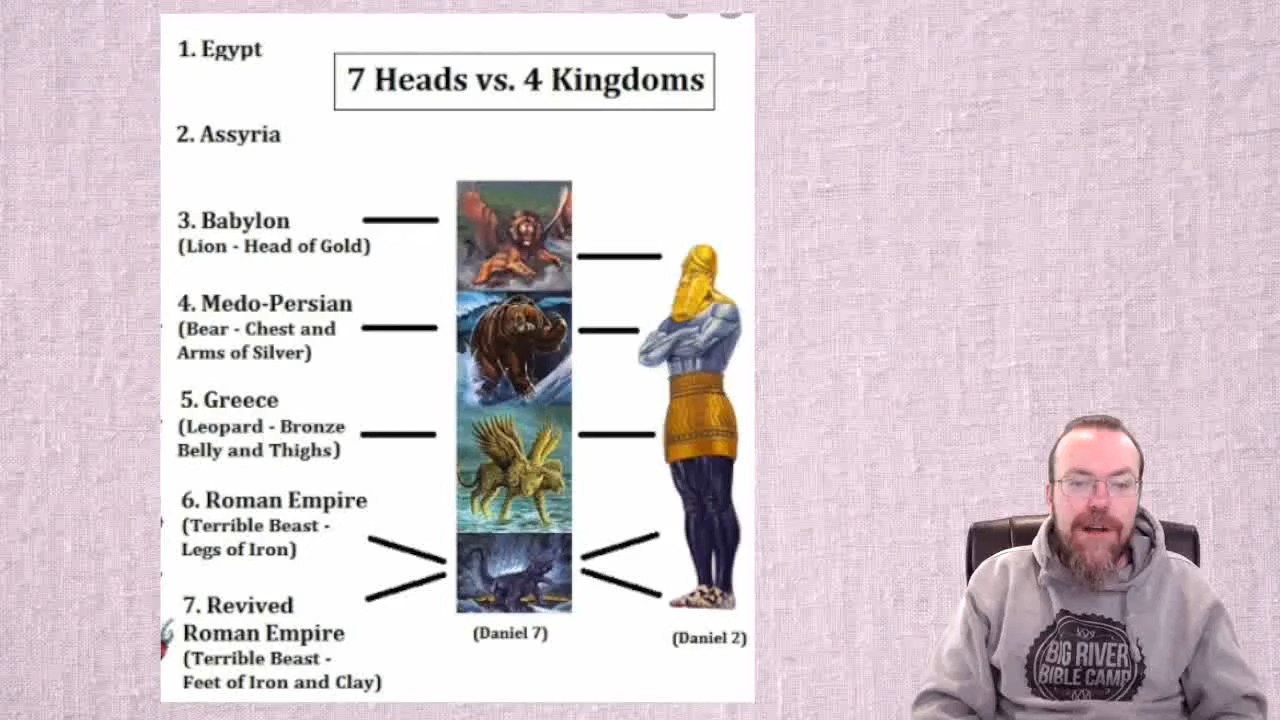 7 Heads vs. 4 Kingdoms
1. Egypt
2. Assyria
3. Babylon
(Lion - Head of Gold)
4. Medo-Persian
(Bear - Chest and
Arms of Silver)
5. Greece
(Leopard - Bronze
Belly and Thighs)
6. Roman Empire
(Terrible Beast -
Legs of Iron)
7. Revived
Roman Empire
(Terrible Beast -
Feet of Iron and Clay)
(Daniel 7)
(Daniel 2)
BIG RIVER
BIBLE CAMP